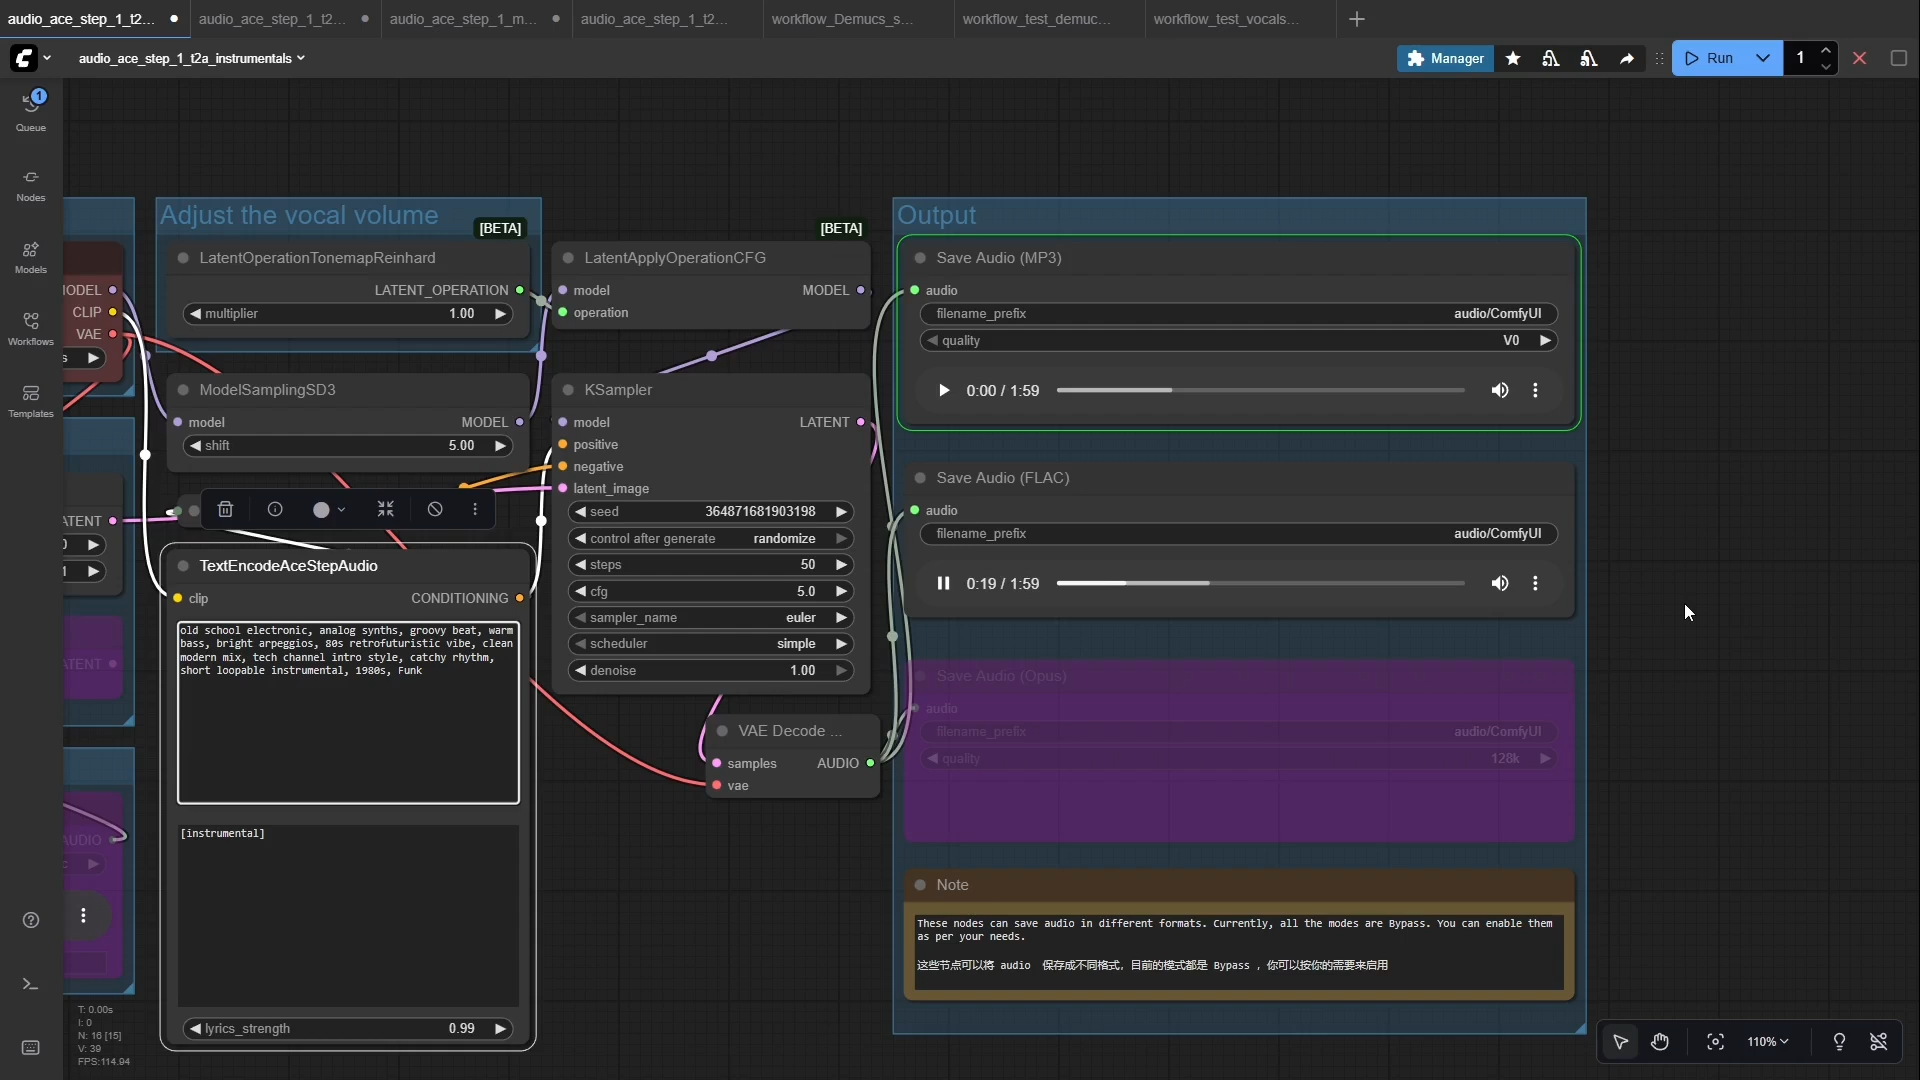 audio_ace_step_1_t2...
audio_ace_step_1_t2...
audio_ace_step_1_m...
audio_ace_step_1_t2...
workflow_Demucs_s...
workflow_test_demuc...
workflow_test_vocals...
audio_ace_step_1_t2a_instrumentals
Manager
Run
1
1
Queue
Nodes
Models
Workflows
Templates
Adjust the vocal volume
[BETA]
LatentOperationTonemapReinhard
LATENT_OPERATION
multiplier 1.00
ModelSamplingSD3
model MODEL
shift 5.00
[BETA]
LatentApplyOperationCFG
model MODEL
operation
KSampler
model LATENT
positive
negative
latent_image
seed 364871681903198
control after generate randomize
steps 50
cfg 5.0
sampler_name euler
scheduler simple
denoise 1.00
IODEL
CLIP
VAE
s
ATENT
0
1
ATENT
AUDIO
c
TextEncodeAceStepAudio
clip CONDITIONING
old school electronic, analog synths, groovy beat, warm
bass, bright arpeggios, 80s retrofuturistic vibe, clean
modern mix, tech channel intro style, catchy rhythm,
short loopable instrumental, 1980s, Funk
[instrumental]
lyrics_strength 0.99
VAE Decode ...
samples AUDIO
vae
Output
Save Audio (MP3)
audio
filename_prefix audio/ComfyUI
quality V0
0:00 / 1:59
Save Audio (FLAC)
audio
filename_prefix audio/ComfyUI
0:19 / 1:59
Save Audio (Opus)
audio
filename_prefix audio/ComfyUI
quality 128k
Note
These nodes can save audio in different formats. Currently, all the modes are Bypass. You can enable them
as per your needs.
这些节点可以将 audio 保存成不同格式，目前的模式都是 Bypass ，你可以按你的需要来启用
T: 0.00s
I: 0
N: 16 [15]
V: 39
FPS:114.94
110%